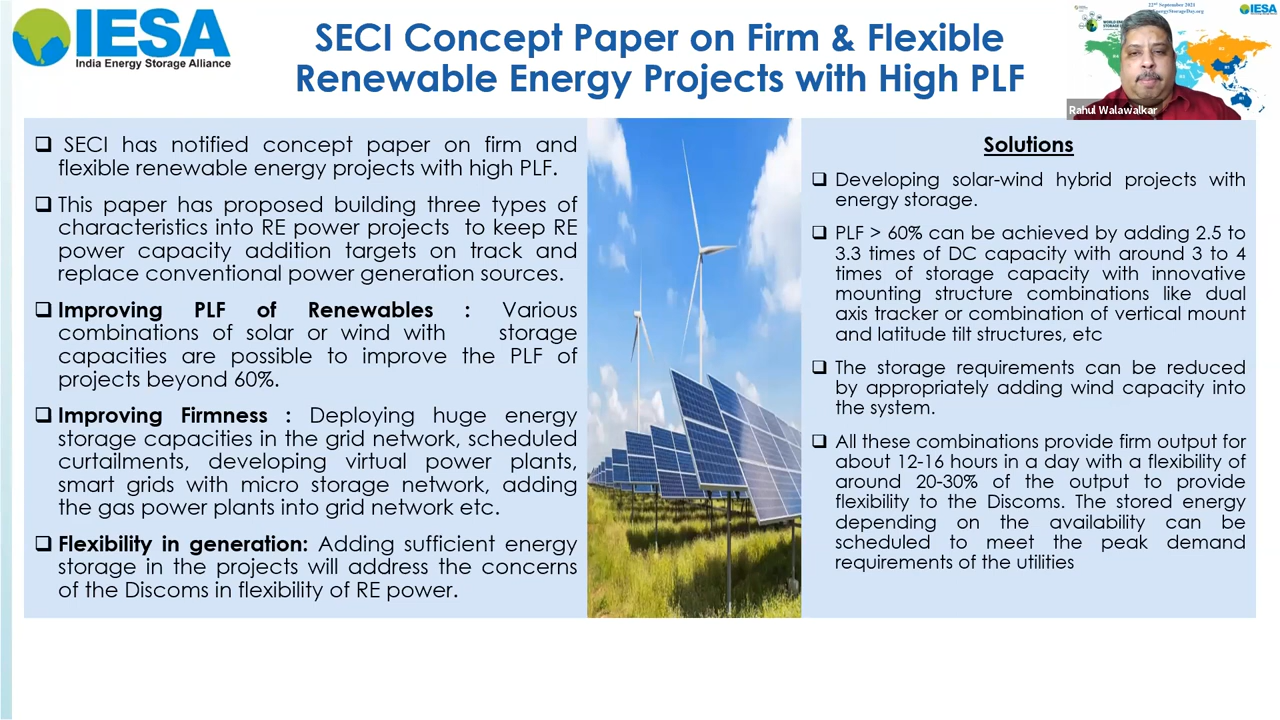 IESA
India Energy Storage Alliance
SECI Concept Paper on Firm & Flexible
Renewable Energy Projects with High PLF
22nd September 2021
IESA
Rahul Walawalkar
❑ SECI has notified concept paper on firm and
flexible renewable energy projects with high PLF.
❑ This paper has proposed building three types of
characteristics into RE power projects to keep RE
power capacity addition targets on track and
replace conventional power generation sources.
❑ Improving PLF of Renewables : Various
combinations of solar or wind with storage
capacities are possible to improve the PLF of
projects beyond 60%.
❑ Improving Firmness : Deploying huge energy
storage capacities in the grid network, scheduled
curtailments, developing virtual power plants,
smart grids with micro storage network, adding
the gas power plants into grid network etc.
❑ Flexibility in generation: Adding sufficient energy
storage in the projects will address the concerns
of the Discoms in flexibility of RE power.
Solutions
❑ Developing solar-wind hybrid projects with
energy storage.
❑ PLF > 60% can be achieved by adding 2.5 to
3.3 times of DC capacity with around 3 to 4
times of storage capacity with innovative
mounting structure combinations like dual
axis tracker or combination of vertical mount
and latitude tilt structures, etc
❑ The storage requirements can be reduced
by appropriately adding wind capacity into
the system.
❑ All these combinations provide firm output for
about 12-16 hours in a day with a flexibility of
around 20-30% of the output to provide
flexibility to the Discoms. The stored energy
depending on the availability can be
scheduled to meet the peak demand
requirements of the utilities